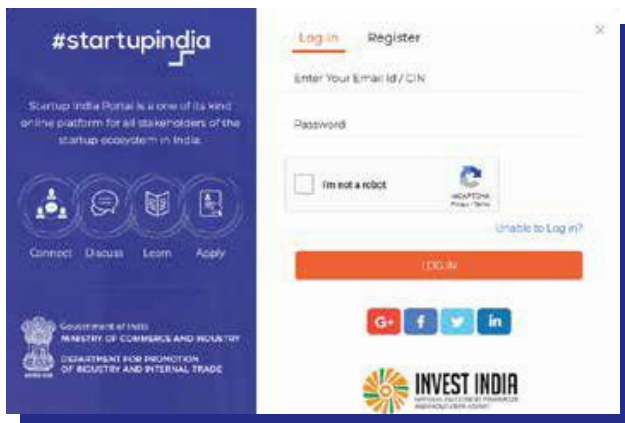 #startupindia
Startup India Portal is a one of its kind
online platform for all stakeholders of the
startup ecosystem in India.
Connect Discuss Learn Apply
Government of India
MINISTRY OF COMMERCE AND INDUSTRY
DEPARTMENT FOR PROMOTION
OF INDUSTRY AND INTERNAL TRADE
Log in Register
×
Enter Your Email Id / CIN
Password
I'm not a robot
reCAPTCHA
Privacy - Terms
Unable to Log in?
LOG IN
G+ f in
INVEST INDIA